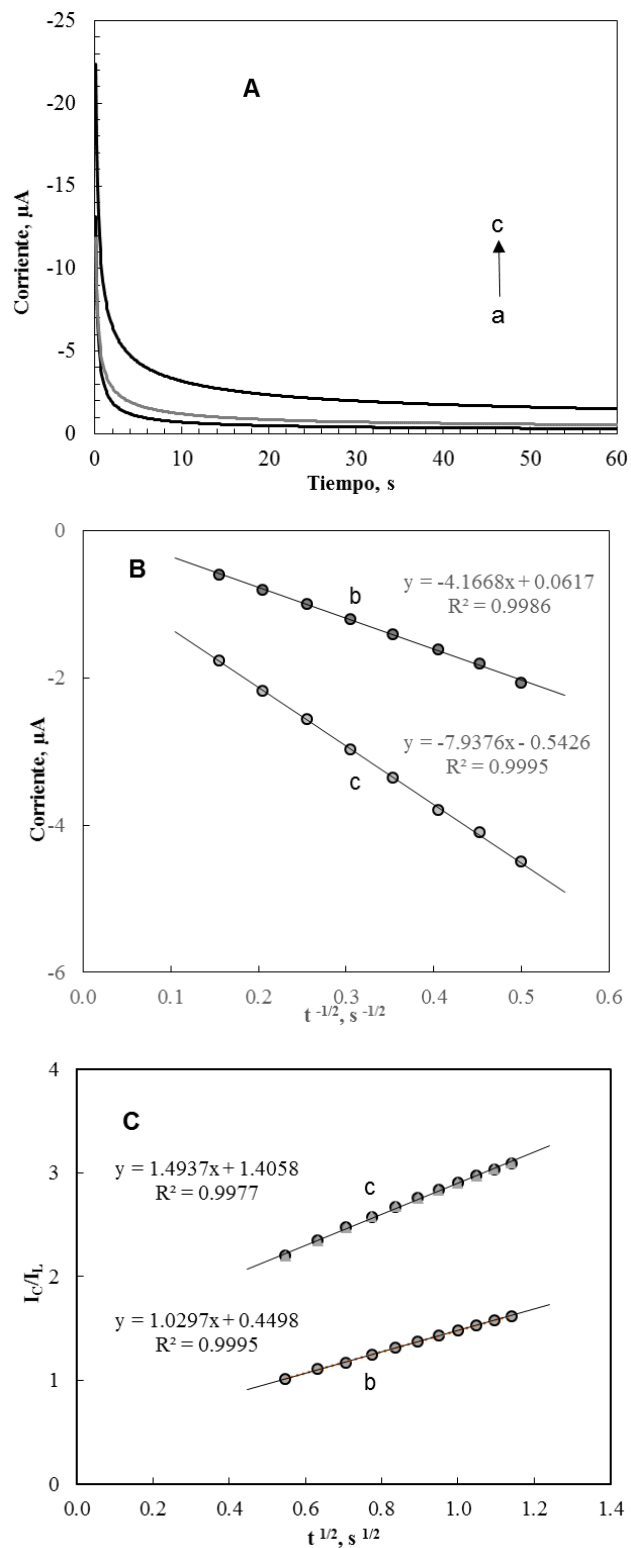 -25
-20
-15
-10
-5
0
Corriente, µA
A
c
a
0 10 20 30 40 50 60
Tiempo, s
0
-2
-4
-6
Corriente, µA
B
b
y = -4.1668x + 0.0617
R² = 0.9986
y = -7.9376x - 0.5426
R² = 0.9995
c
0.0 0.1 0.2 0.3 0.4 0.5 0.6
t -1/2, s -1/2
4
3
2
1
0
I_C/I_L
C
y = 1.4937x + 1.4058
R² = 0.9977
c
y = 1.0297x + 0.4498
R² = 0.9995
b
0.0 0.2 0.4 0.6 0.8 1.0 1.2 1.4
t 1/2, s 1/2